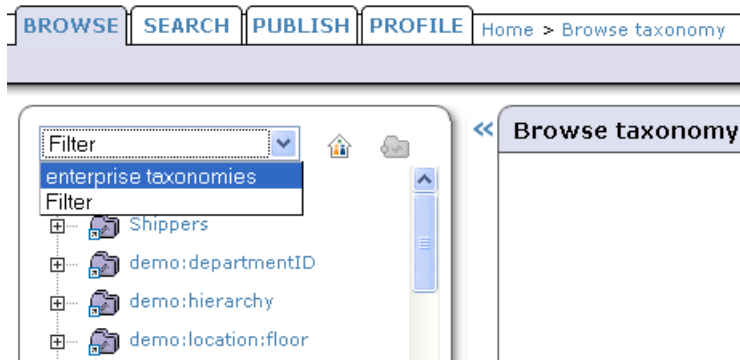 BROWSE SEARCH PUBLISH PROFILE Home > Browse taxonomy
Filter
enterprise taxonomies
Filter
Shippers
demo:departmentID
demo:hierarchy
demo:location:floor
« Browse taxonomy